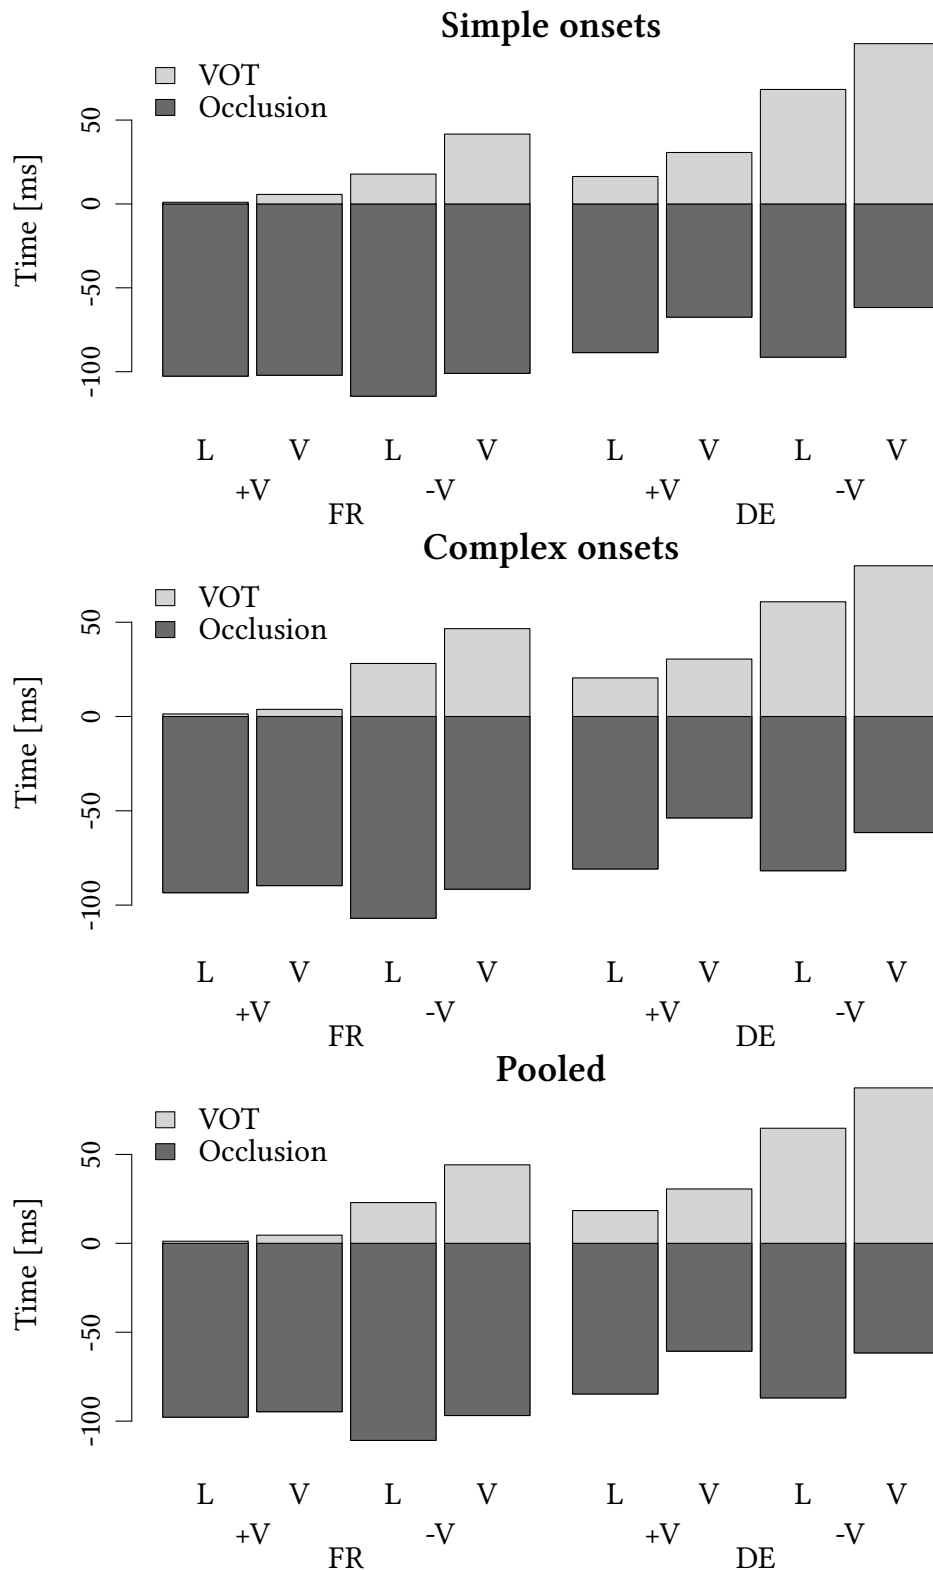 Simple onsets
VOT
Occlusion
Time [ms]
50
0
-50
-100
L V L V L V L V
+V -V +V -V
FR DE
Complex onsets
VOT
Occlusion
Time [ms]
50
0
-50
-100
L V L V L V L V
+V -V +V -V
FR DE
Pooled
VOT
Occlusion
Time [ms]
50
0
-50
-100
L V L V L V L V
+V -V +V -V
FR DE